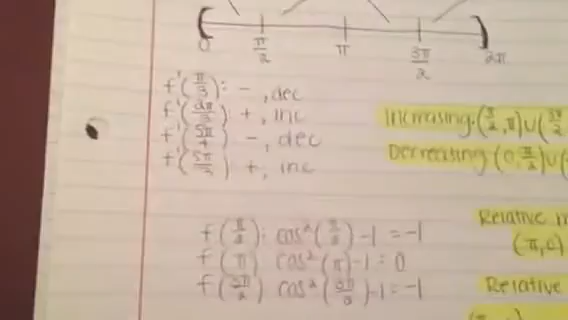 0 π/2 π 3π/2 2π
f'(π/3): -, dec
f'(2π/3) +, inc
f'(5π/4) -, dec
+, inc
Increasing: (π/2, π) ∪ (3π/2
Decreasing (0, π/2) ∪ (
f(π/2): cos²(π/2) -1 = -1
f(π) cos²(π) -1 = 0
f(3π/2) cos²(3π/2) -1 = -1
Relative
(π, 0)
Relative